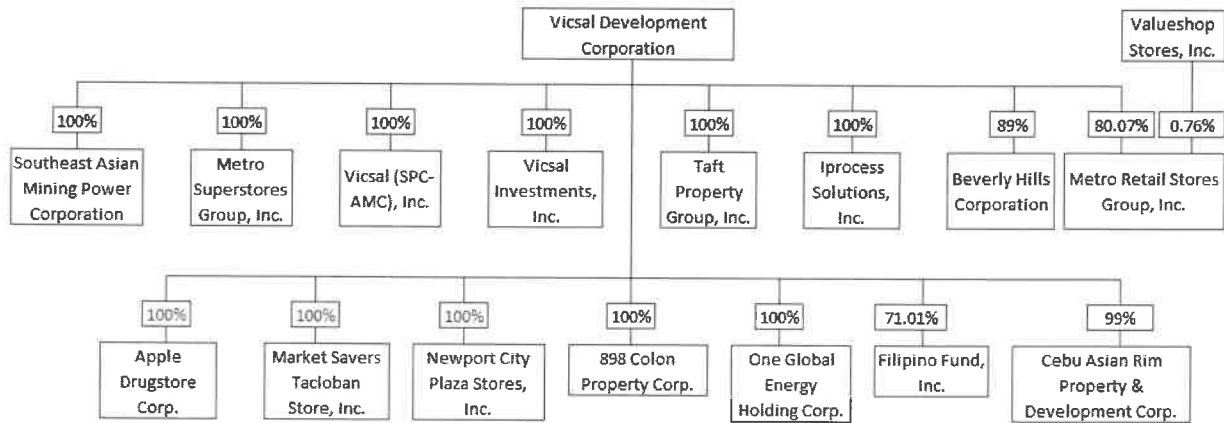 Vicsal Development
Corporation
Valueshop
Stores, Inc.
100%
100%
100%
100%
100%
100%
89%
80.07%
0.76%
Southeast Asian
Mining Power
Corporation
Metro
Superstores
Group, Inc.
Vicsal (SPC-
AMC), Inc.
Vicsal
Investments,
Inc.
Taft
Property
Group, Inc.
Iprocess
Solutions,
Inc.
Beverly Hills
Corporation
Metro Retail Stores
Group, Inc.
100%
100%
100%
100%
100%
71.01%
99%
Apple
Drugstore
Corp.
Market Savers
Tacloban
Store, Inc.
Newport City
Plaza Stores,
Inc.
898 Colon
Property Corp.
One Global
Energy
Holding Corp.
Filipino Fund,
Inc.
Cebu Asian Rim
Property &
Development Corp.